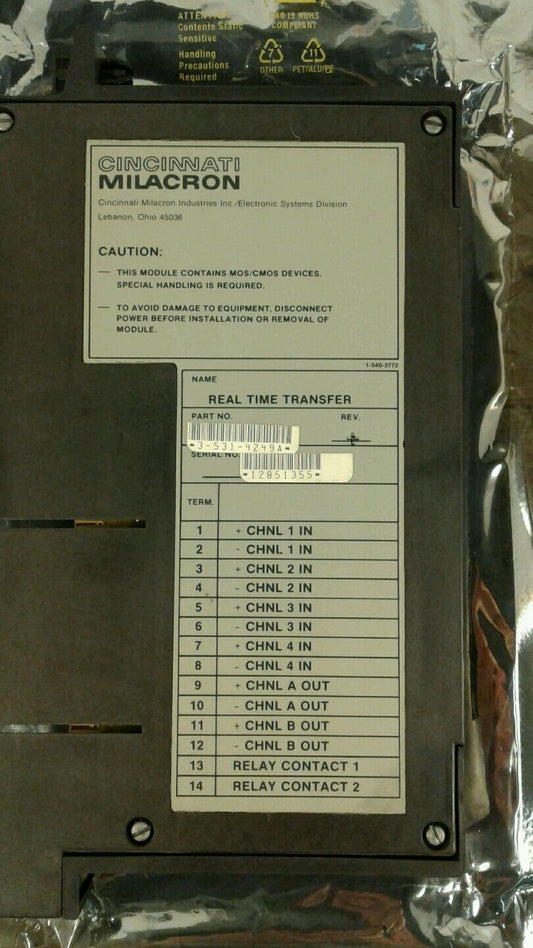 ATTENTION
Contents Static
Sensitive
Handling
Precautions
Required
BAG IS ROHS
COMPLIANT
7
OTHER
11
PET/ALU/PE
CINCINNATI
MILACRON
Cincinnati Milacron Industries Inc./Electronic Systems Division
Lebanon, Ohio 45036
CAUTION:
— THIS MODULE CONTAINS MOS/CMOS DEVICES.
SPECIAL HANDLING IS REQUIRED.
— TO AVOID DAMAGE TO EQUIPMENT, DISCONNECT
POWER BEFORE INSTALLATION OR REMOVAL OF
MODULE.
1-540-3773
NAME
REAL TIME TRANSFER
PART NO. REV.
*3-531-4249A*
SERIAL NO.
*12851355*
TERM.
1 + CHNL 1 IN
2 - CHNL 1 IN
3 + CHNL 2 IN
4 - CHNL 2 IN
5 + CHNL 3 IN
6 - CHNL 3 IN
7 + CHNL 4 IN
8 - CHNL 4 IN
9 + CHNL A OUT
10 - CHNL A OUT
11 + CHNL B OUT
12 - CHNL B OUT
13 RELAY CONTACT 1
14 RELAY CONTACT 2